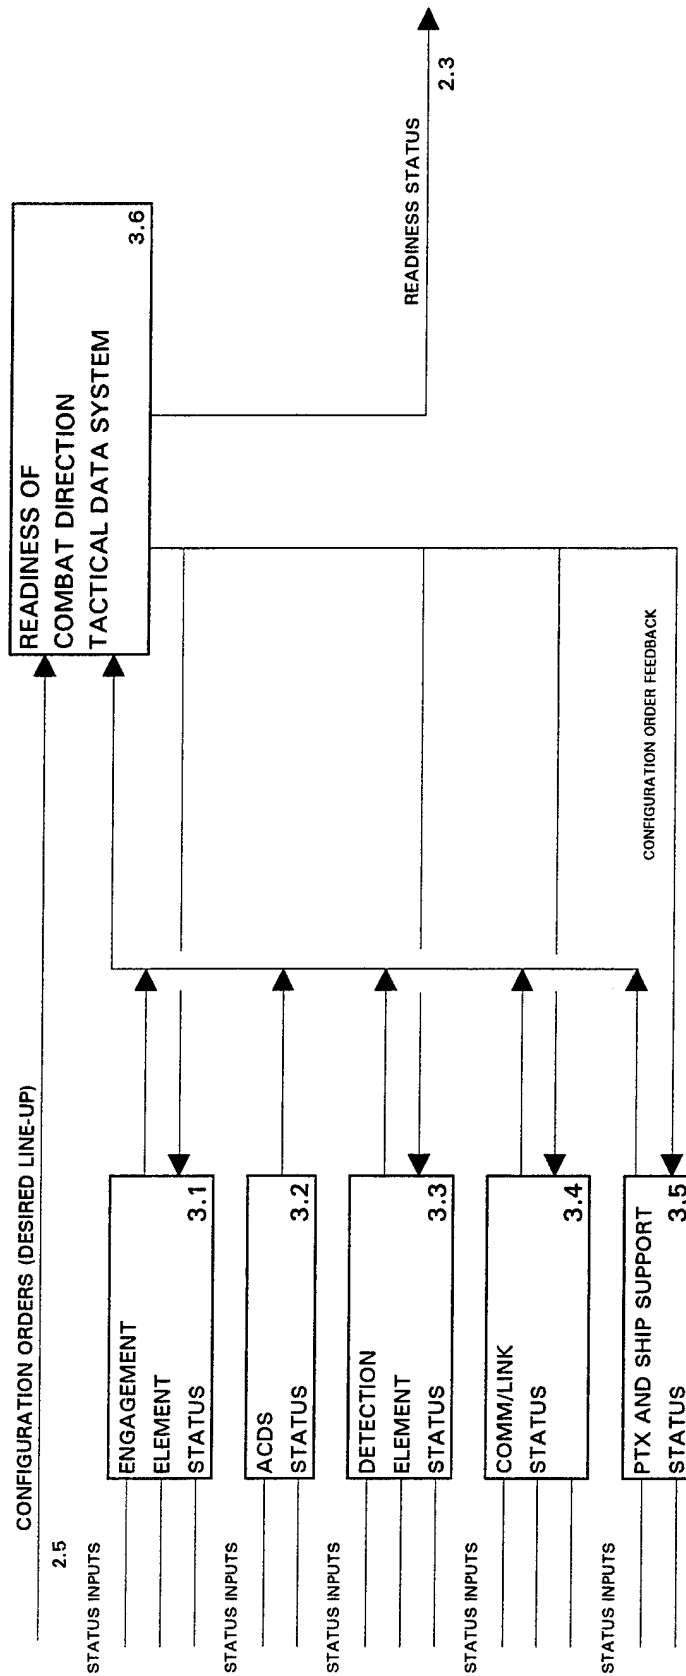 CONFIGURATION ORDERS (DESIRED LINE-UP)
2.5
READINESS OF
COMBAT DIRECTION
TACTICAL DATA SYSTEM
3.6
STATUS INPUTS
ENGAGEMENT
ELEMENT
STATUS
3.1
STATUS INPUTS
ACDS
STATUS
3.2
STATUS INPUTS
DETECTION
ELEMENT
STATUS
3.3
READINESS STATUS
2.3
STATUS INPUTS
COMM/LINK
STATUS
3.4
STATUS INPUTS
PTX AND SHIP SUPPORT
STATUS
3.5
CONFIGURATION ORDER FEEDBACK